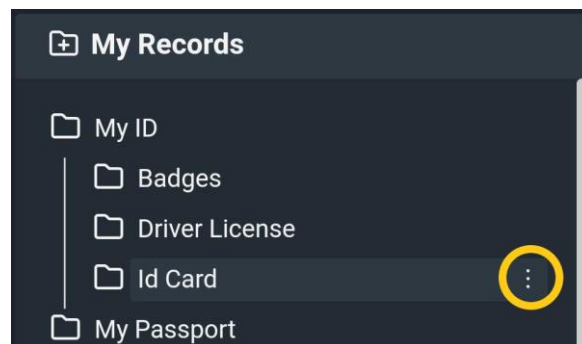 My Records
My ID
Badges
Driver License
Id Card
My Passport